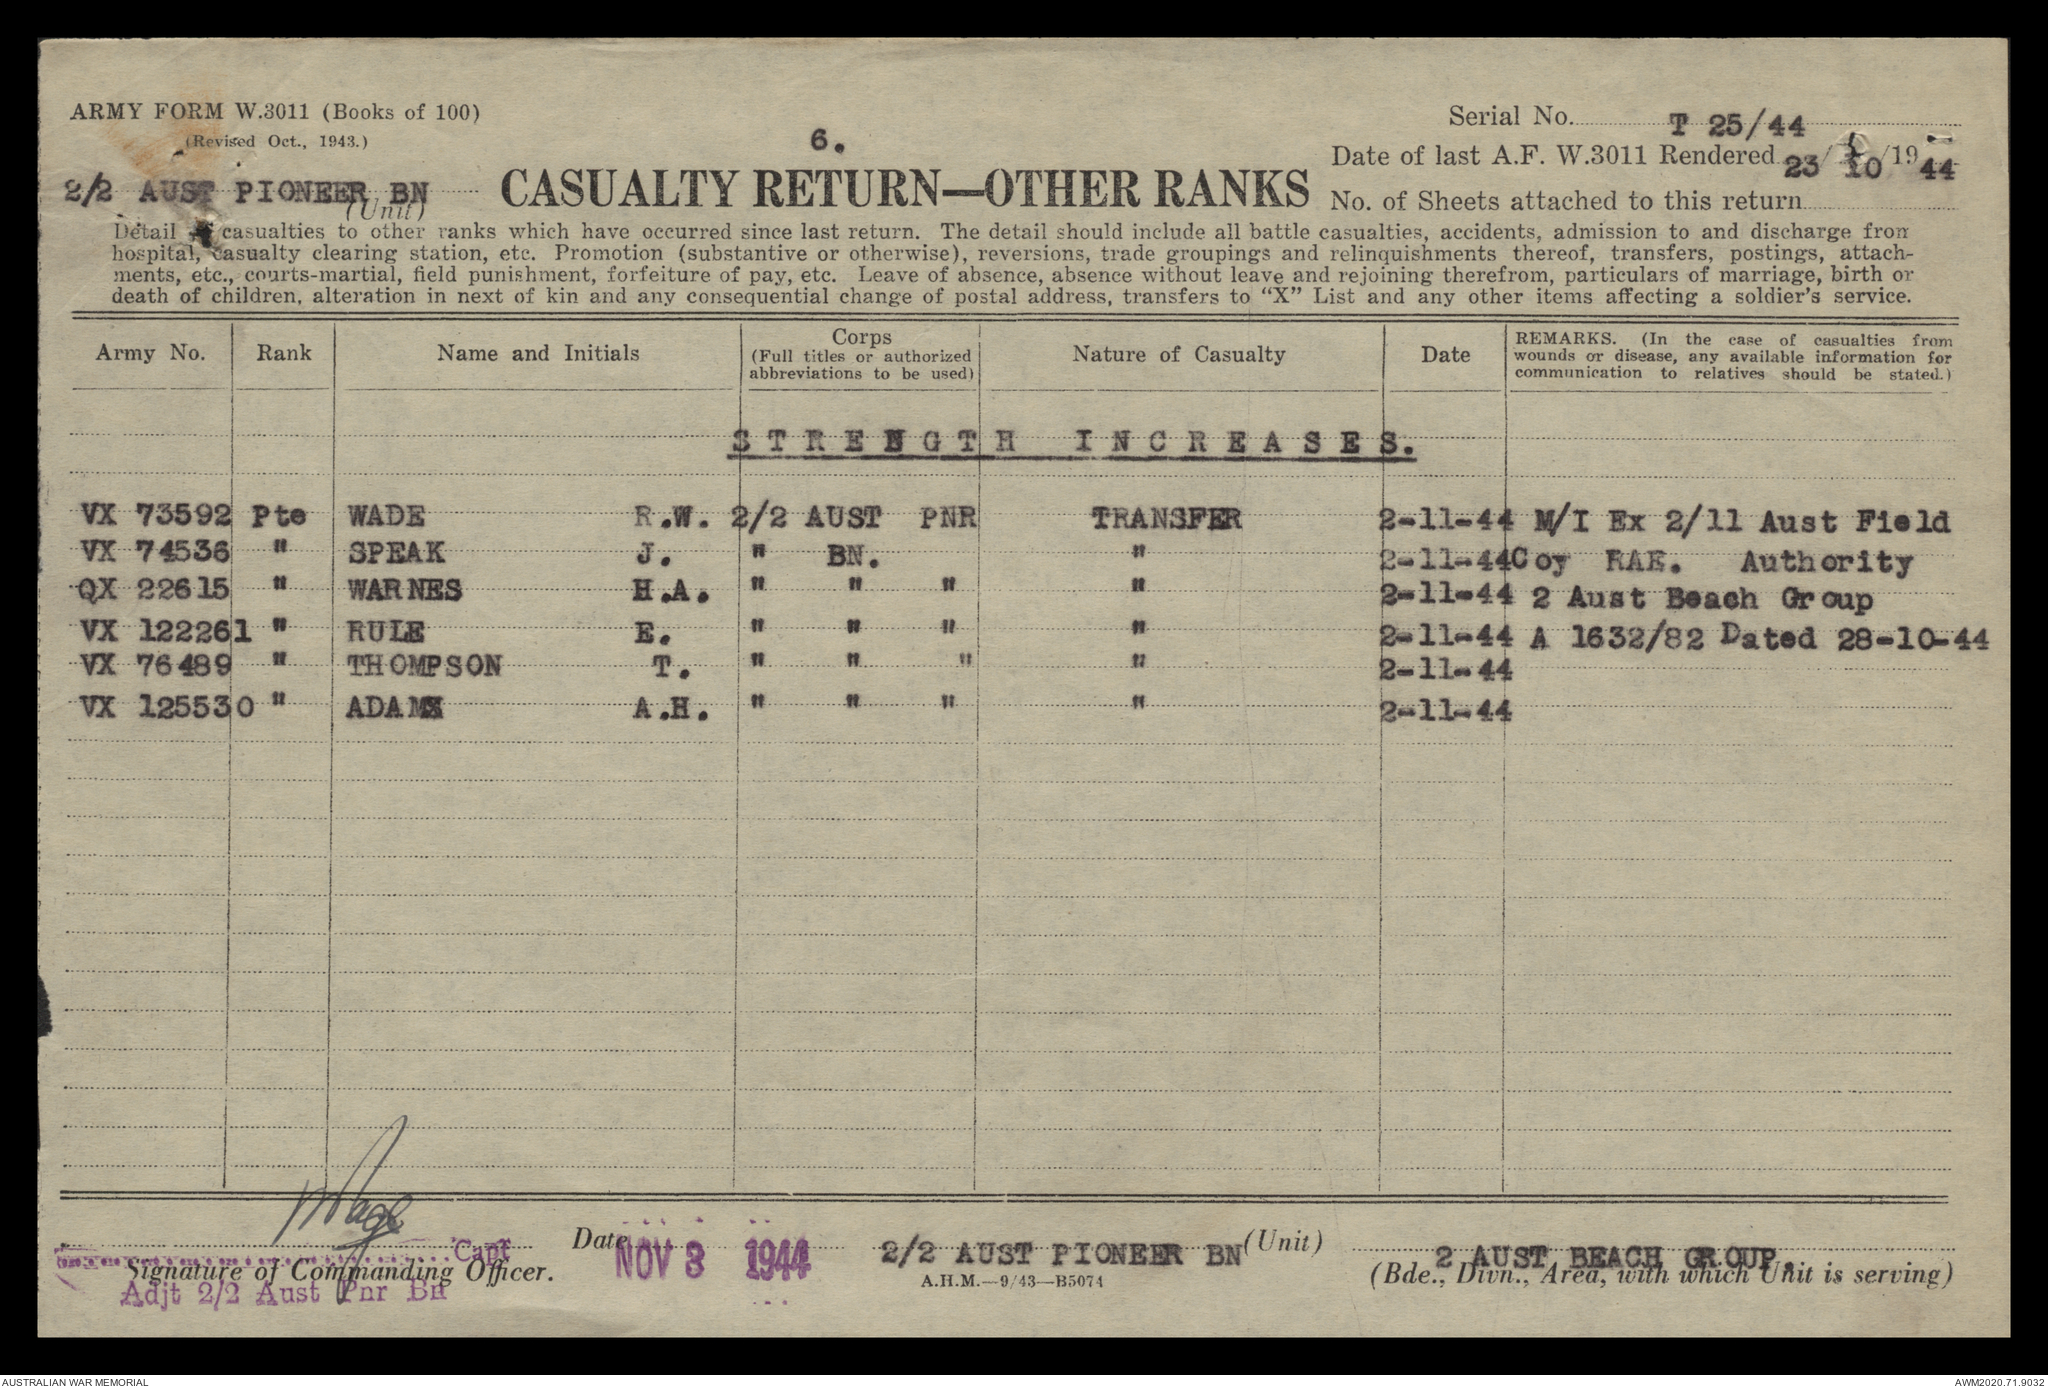 ARMY FORM W.3011 (Books of 100)
(Revised Oct., 1943.)
6.
Serial No. T 25/44
Date of last A.F. W.3011 Rendered 23/10/1944
2/2 AUST PIONEER BN
(Unit)
CASUALTY RETURN—OTHER RANKS
No. of Sheets attached to this return
Detail of casualties to other ranks which have occurred since last return. The detail should include all battle casualties, accidents, admission to and discharge from
hospital, casualty clearing station, etc. Promotion (substantive or otherwise), reversions, trade groupings and relinquishments thereof, transfers, postings, attach-
ments, etc., courts-martial, field punishment, forfeiture of pay, etc. Leave of absence, absence without leave and rejoining therefrom, particulars of marriage, birth or
death of children, alteration in next of kin and any consequential change of postal address, transfers to “X” List and any other items affecting a soldier’s service.
Army No. Rank Name and Initials Corps (Full titles or authorized abbreviations to be used) Nature of Casualty Date REMARKS. (In the case of casualties from wounds or disease, any available information for communication to relatives should be stated.)
STRENGTH INCREASES.
VX 73592 Pte WADE R.W. 2/2 AUST PNR TRANSFER 2-11-44 M/I Ex 2/11 Aust Field
VX 74536 " SPEAK J. " BN. " 2-11-44 Coy RAE. Authority
QX 22615 " WARNES H.A. " " " " 2-11-44 2 Aust Beach Group
VX 122261 " RULE E. " " " " 2-11-44 A 1632/82 Dated 28-10-44
VX 76489 " THOMPSON T. " " " " 2-11-44
VX 125530 " ADAMS A.H. " " " " 2-11-44
Capt
Signature of Commanding Officer.
Adjt 2/2 Aust Pnr Bn
Date NOV 3 1944
2/2 AUST PIONEER BN (Unit)
A.H.M.—9/43—B5074
2 AUST BEACH GROUP.
(Bde., Divn., Area, with which Unit is serving)
AUSTRALIAN WAR MEMORIAL
AWM2020.71.9032